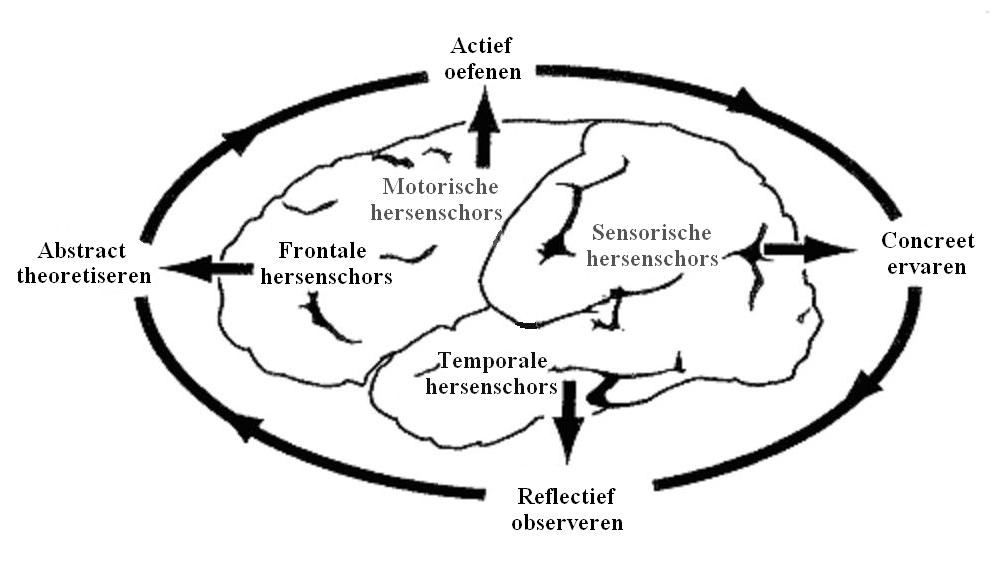 Actief
oefenen
Motorische
hersenschors
Sensorische
hersenschors
Abstract
theoretiseren
Frontale
hersenschors
Concreet
ervaren
Temporale
hersenschors
Reflectief
observeren